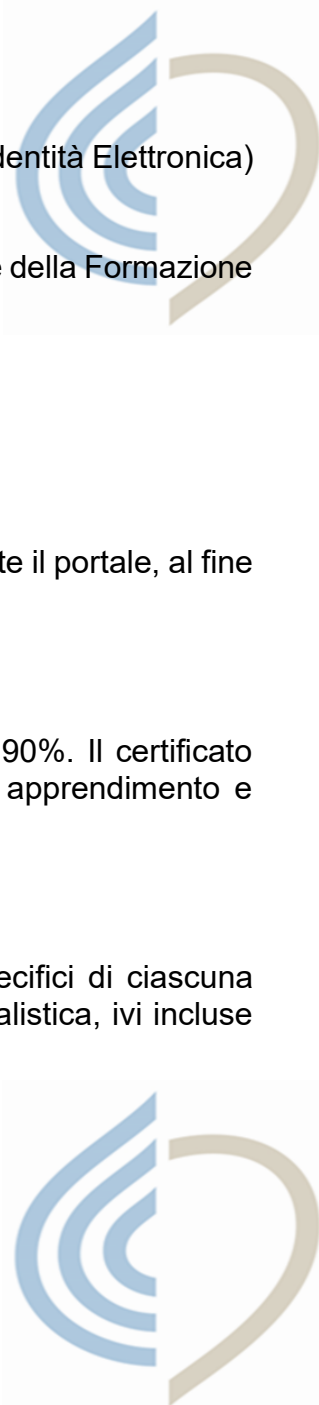 dentità Elettronica)
e della Formazione
te il portale, al fine
90%. Il certificato
apprendimento e
ecifici di ciascuna
alistica, ivi incluse